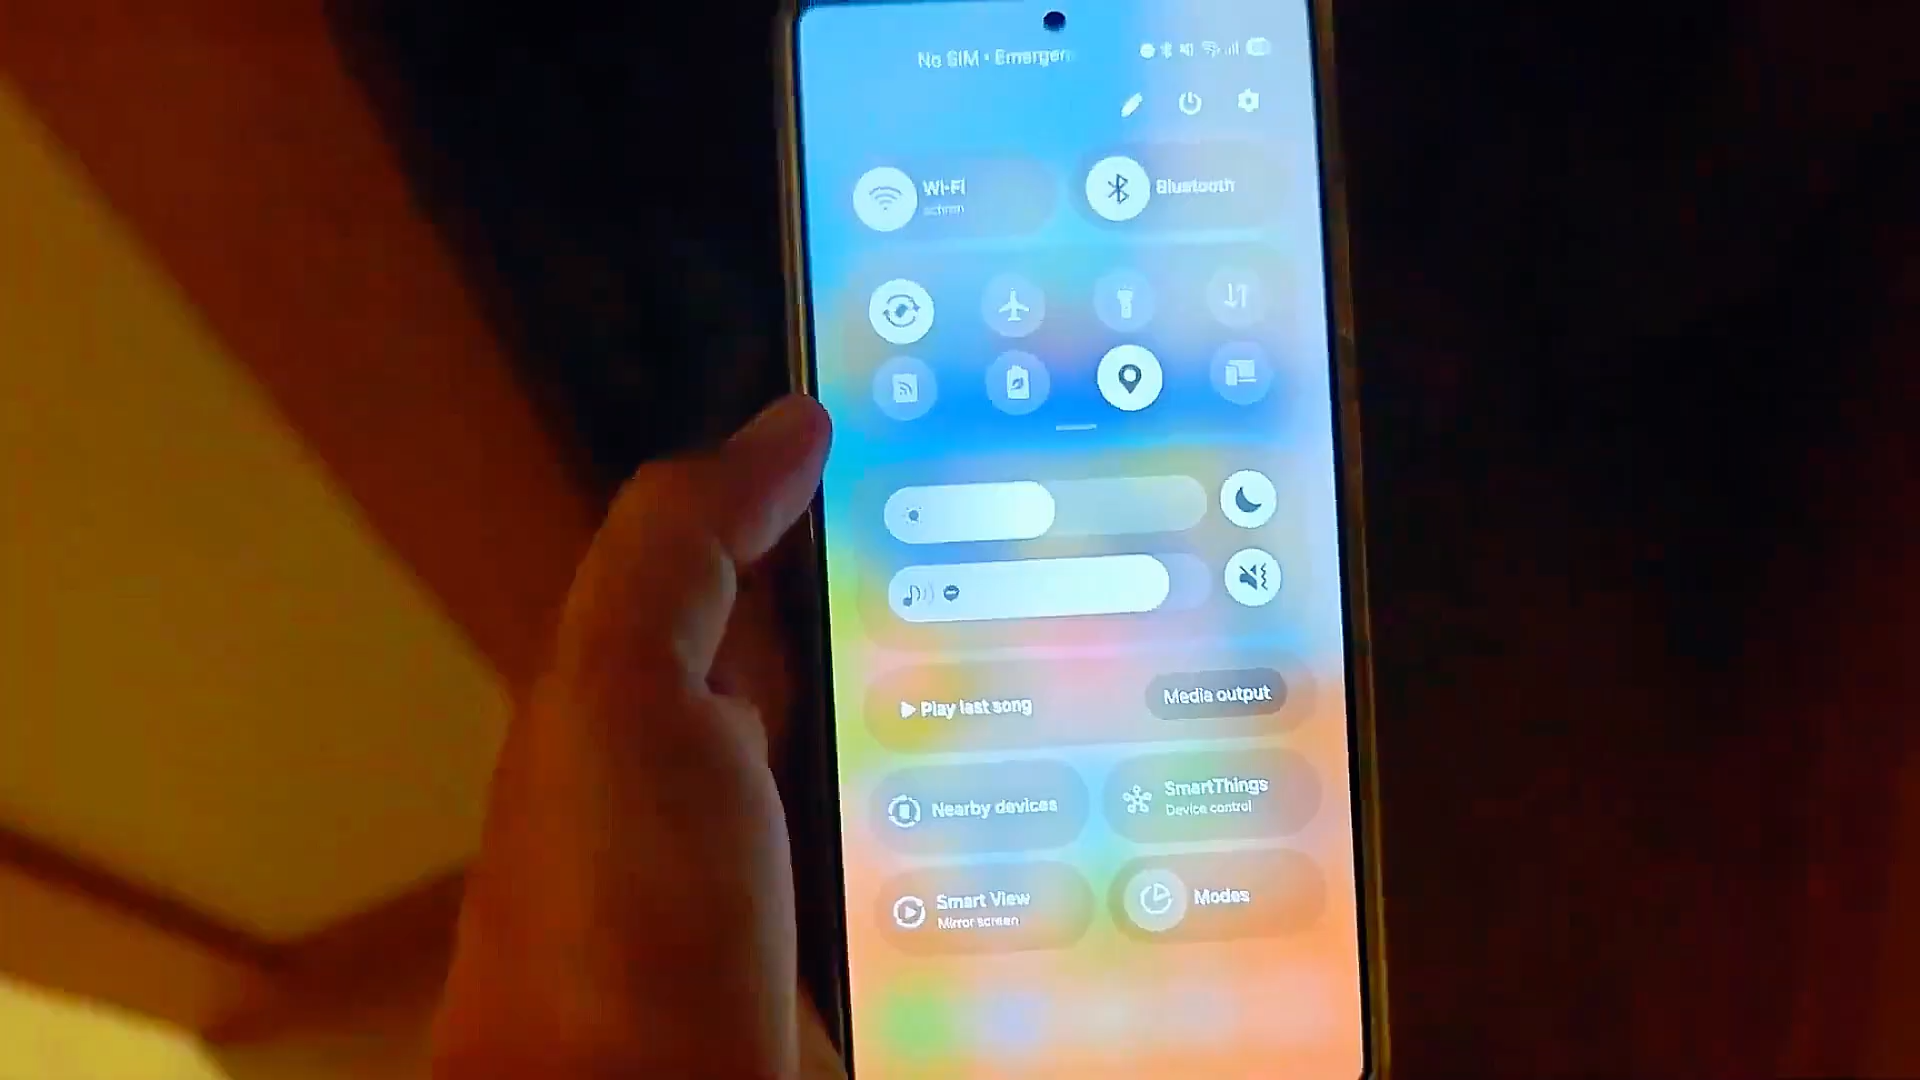 No SIM • Emergen
Wi-Fi
Bluetooth
Play last song
Media output
Nearby devices
SmartThings
Device control
Smart View
Mirror screen
Modes